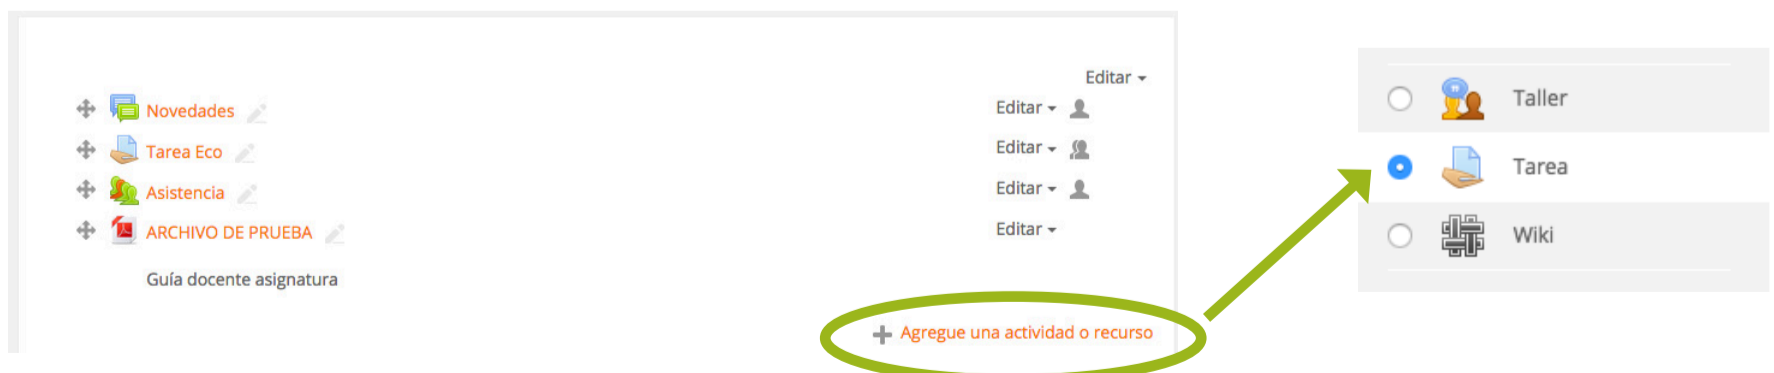 Editar
Novedades Editar
Tarea Eco Editar
Asistencia Editar
ARCHIVO DE PRUEBA Editar
Guía docente asignatura
Agregue una actividad o recurso
Taller
Tarea
Wiki